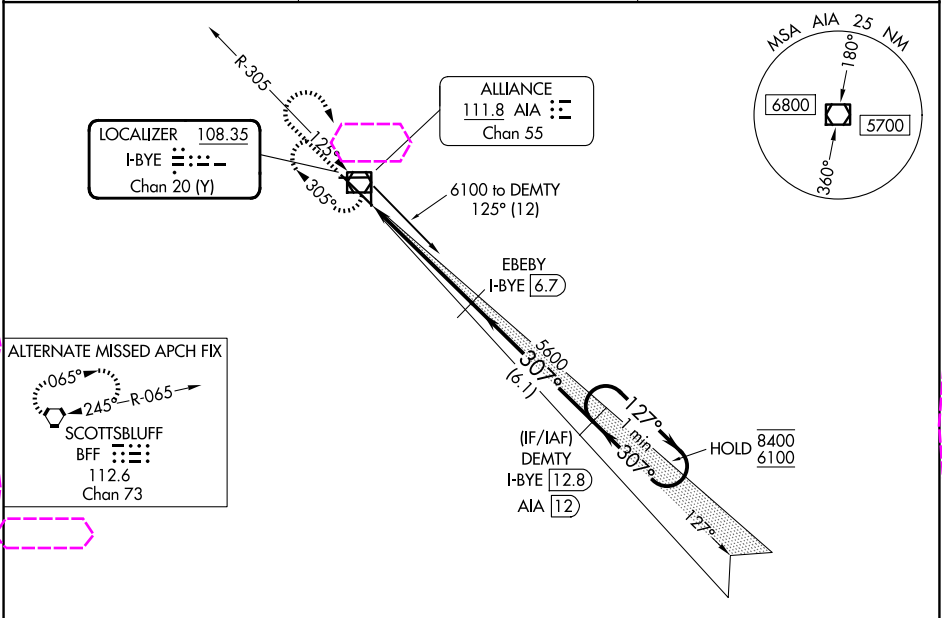 MSA AIA 25 NM
180°
6800
5700
360°
R-305
125°
305°
ALLIANCE
111.8 AIA
Chan 55
LOCALIZER 108.35
I-BYE
Chan 20 (Y)
6100 to DEMTY
125° (12)
EBEBY
I-BYE 6.7
5600
307°
(6.1)
127°
1 min
307°
HOLD 8400
6100
(IF/IAF)
DEMTY
I-BYE 12.8
AIA 12
127°
ALTERNATE MISSED APCH FIX
065°
245°
R-065
SCOTTSBLUFF
BFF
112.6
Chan 73